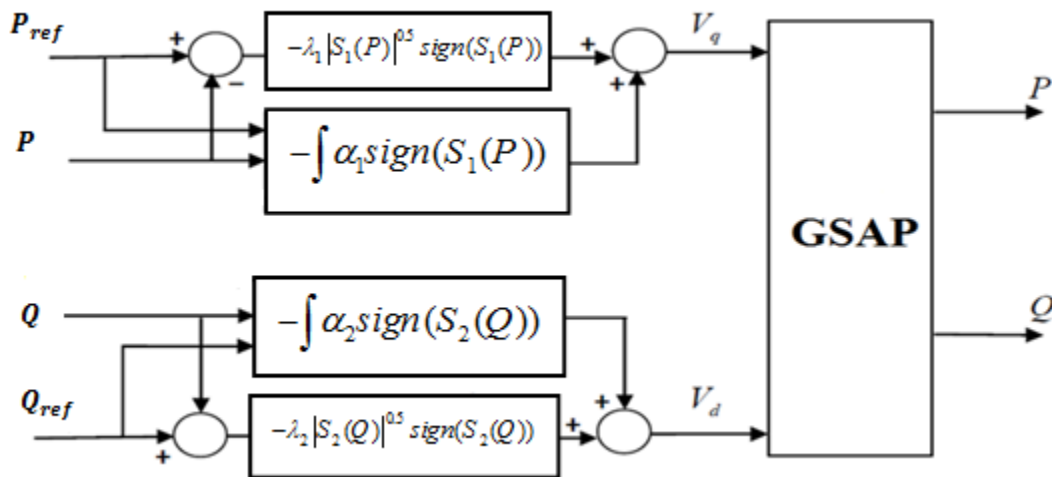 P_ref
+
−
−λ₁|S₁(P)|^0.5 sign(S₁(P))
+
+
V_q
P
−∫α₁sign(S₁(P))
P
GSAP
Q
−∫α₂sign(S₂(Q))
Q
Q_ref
+
−λ₂|S₂(Q)|^0.5 sign(S₂(Q))
+
+
V_d